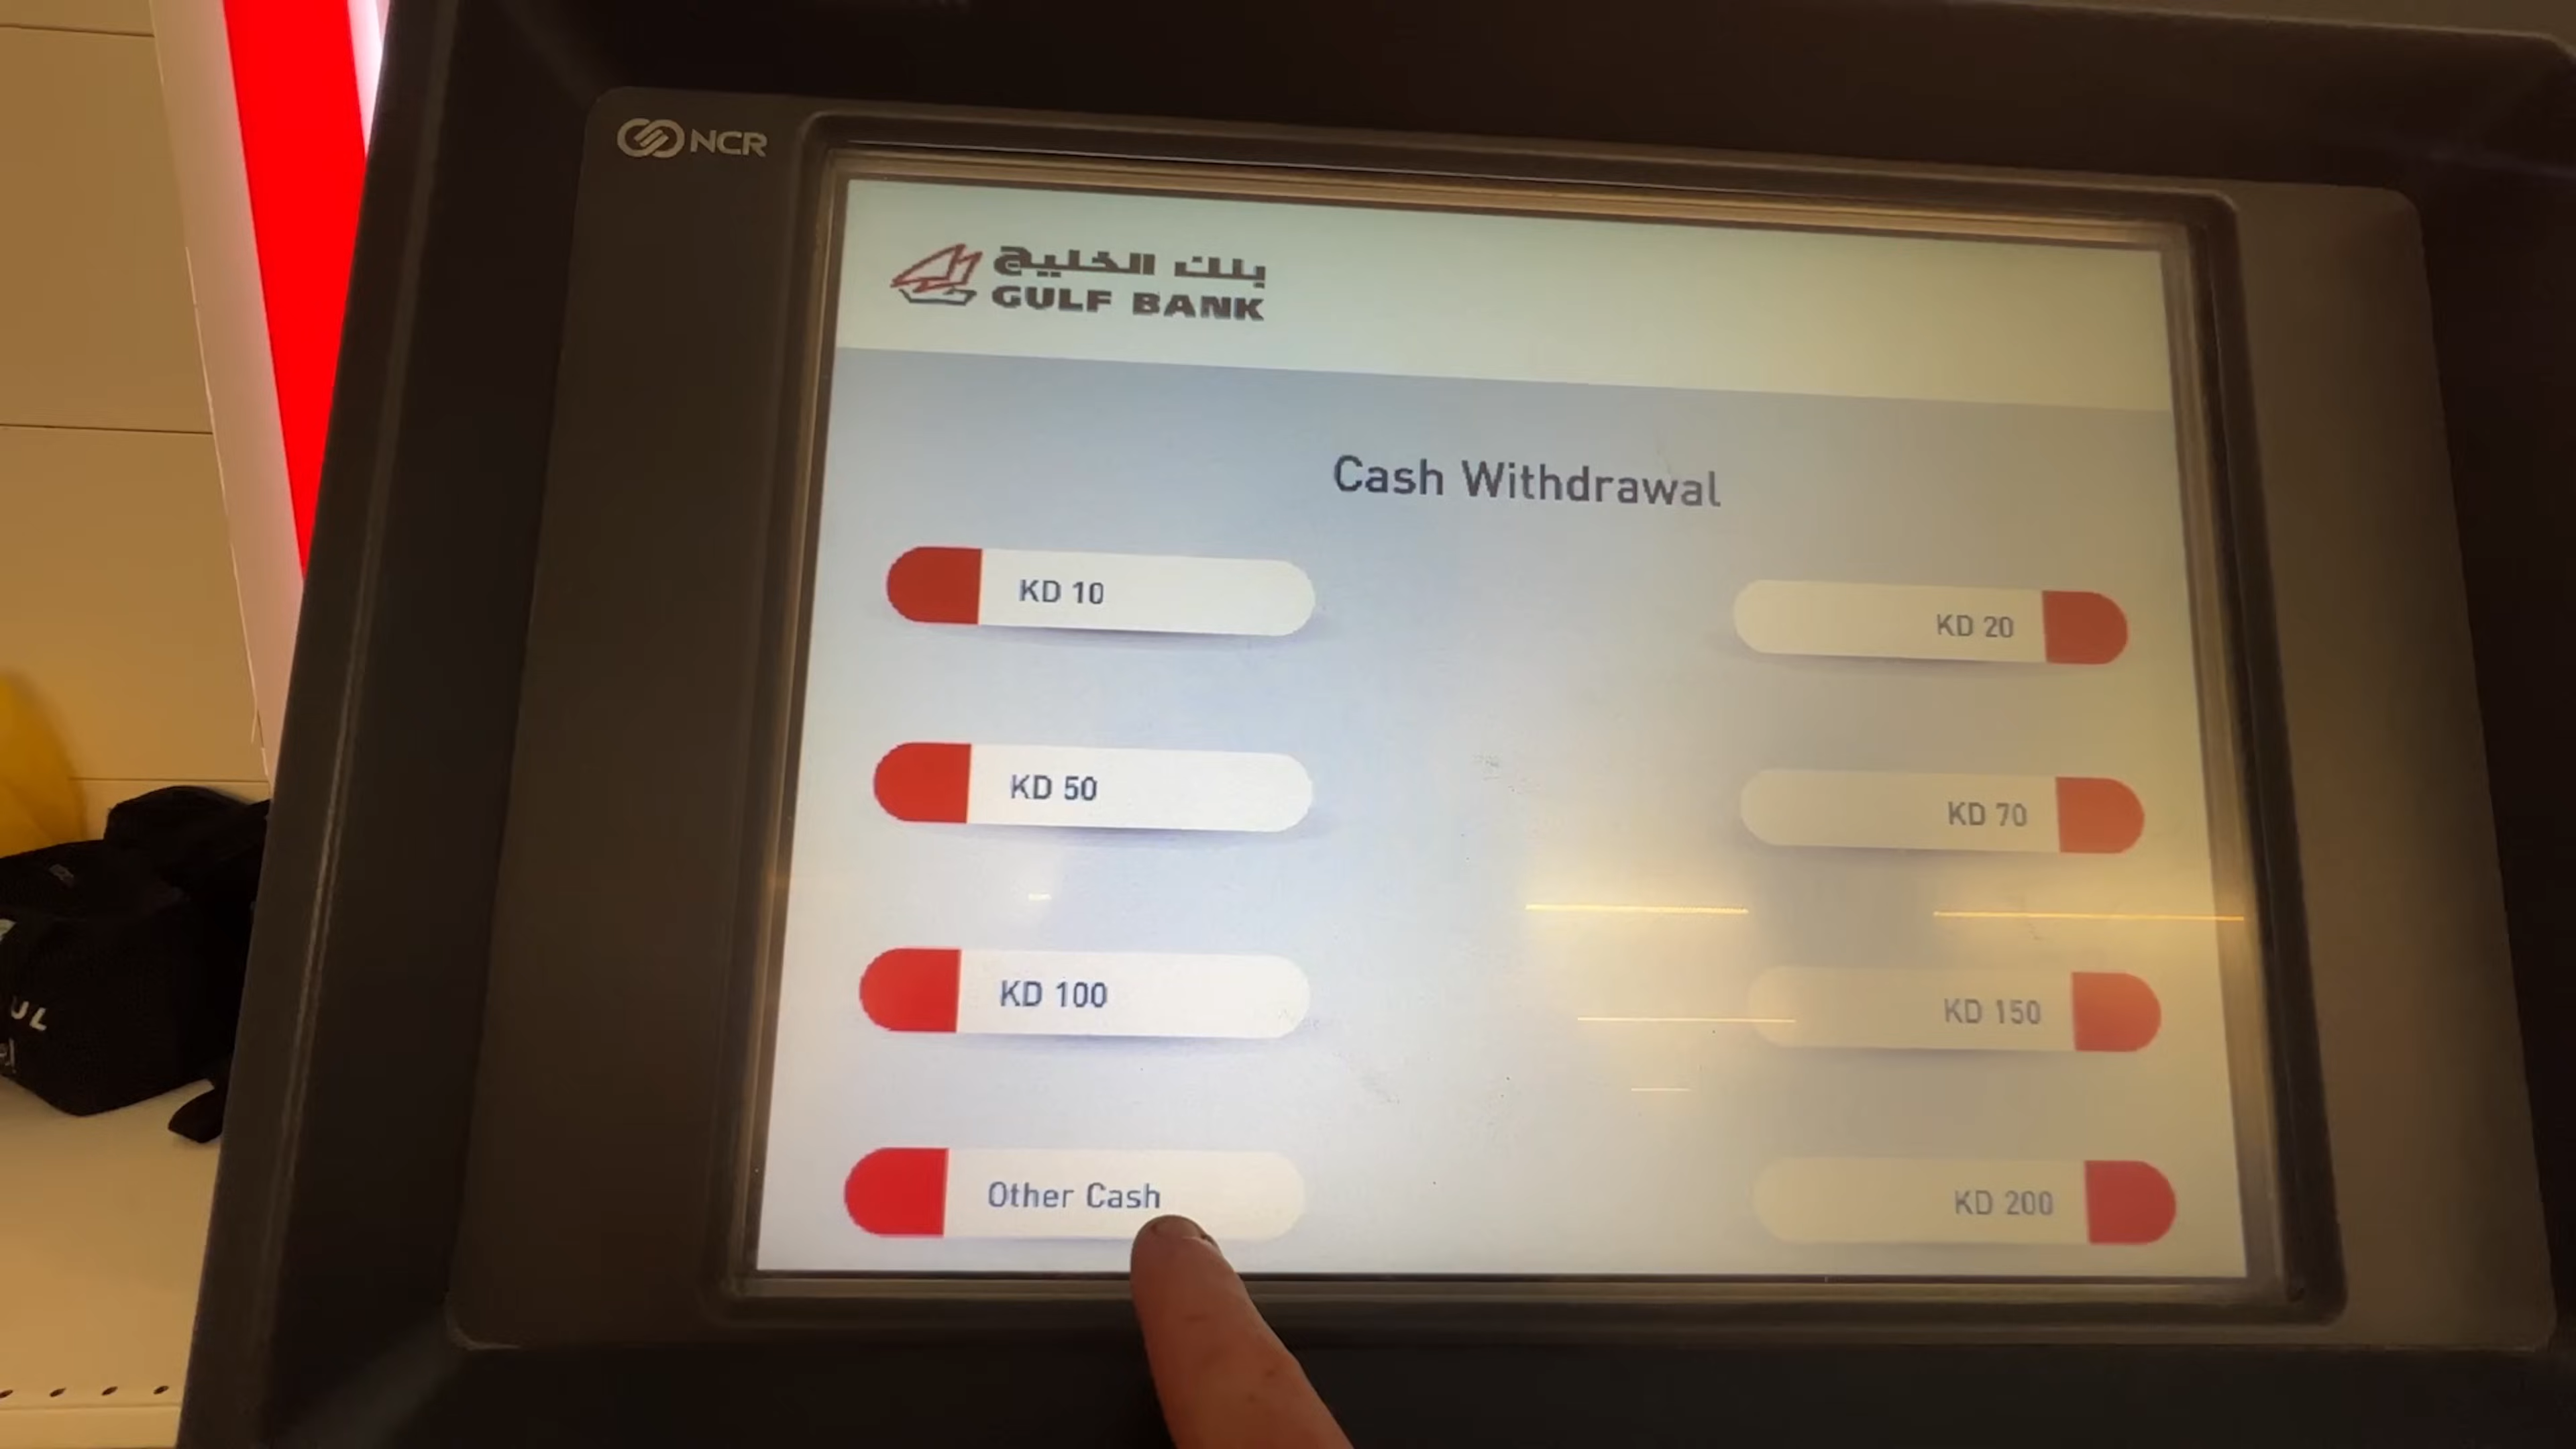 NCR
بنك الخليج
GULF BANK
Cash Withdrawal
KD 10
KD 20
KD 50
KD 70
KD 100
KD 150
Other Cash
KD 200
UL